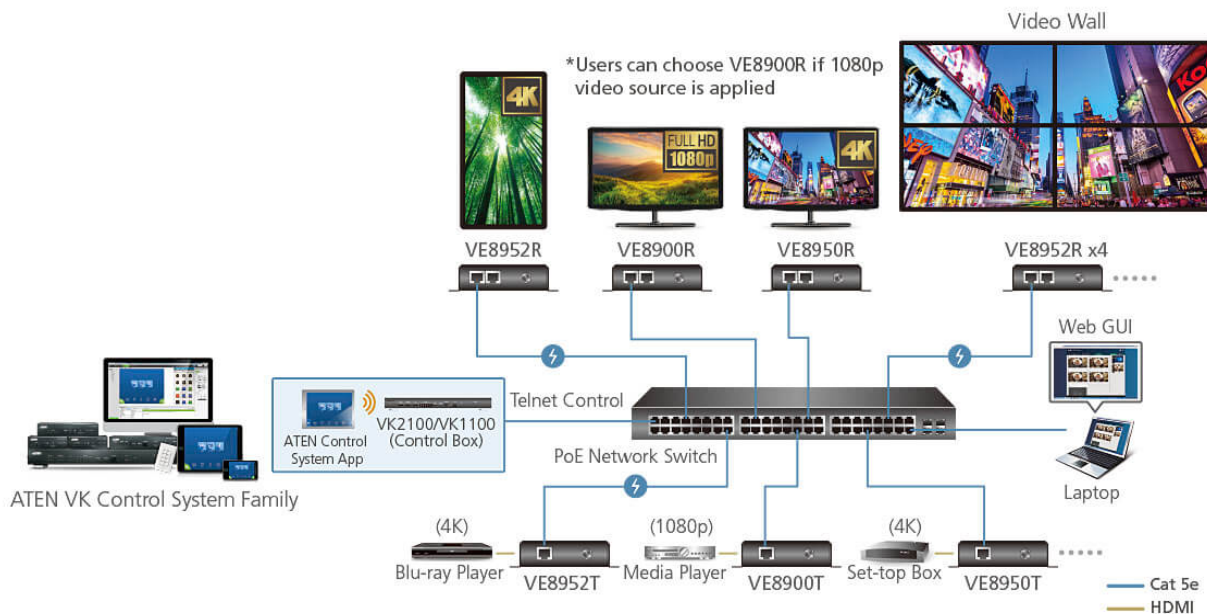 Video Wall
*Users can choose VE8900R if 1080p
video source is applied
4K
FULL HD
1080p
4K
VE8952R
VE8900R
VE8950R
VE8952R x4
Web GUI
Telnet Control
VK2100/VK1100
(Control Box)
ATEN Control
System App
PoE Network Switch
Laptop
ATEN VK Control System Family
(4K)
(1080p)
(4K)
Blu-ray Player
VE8952T
Media Player
VE8900T
Set-top Box
VE8950T
Cat 5e
HDMI